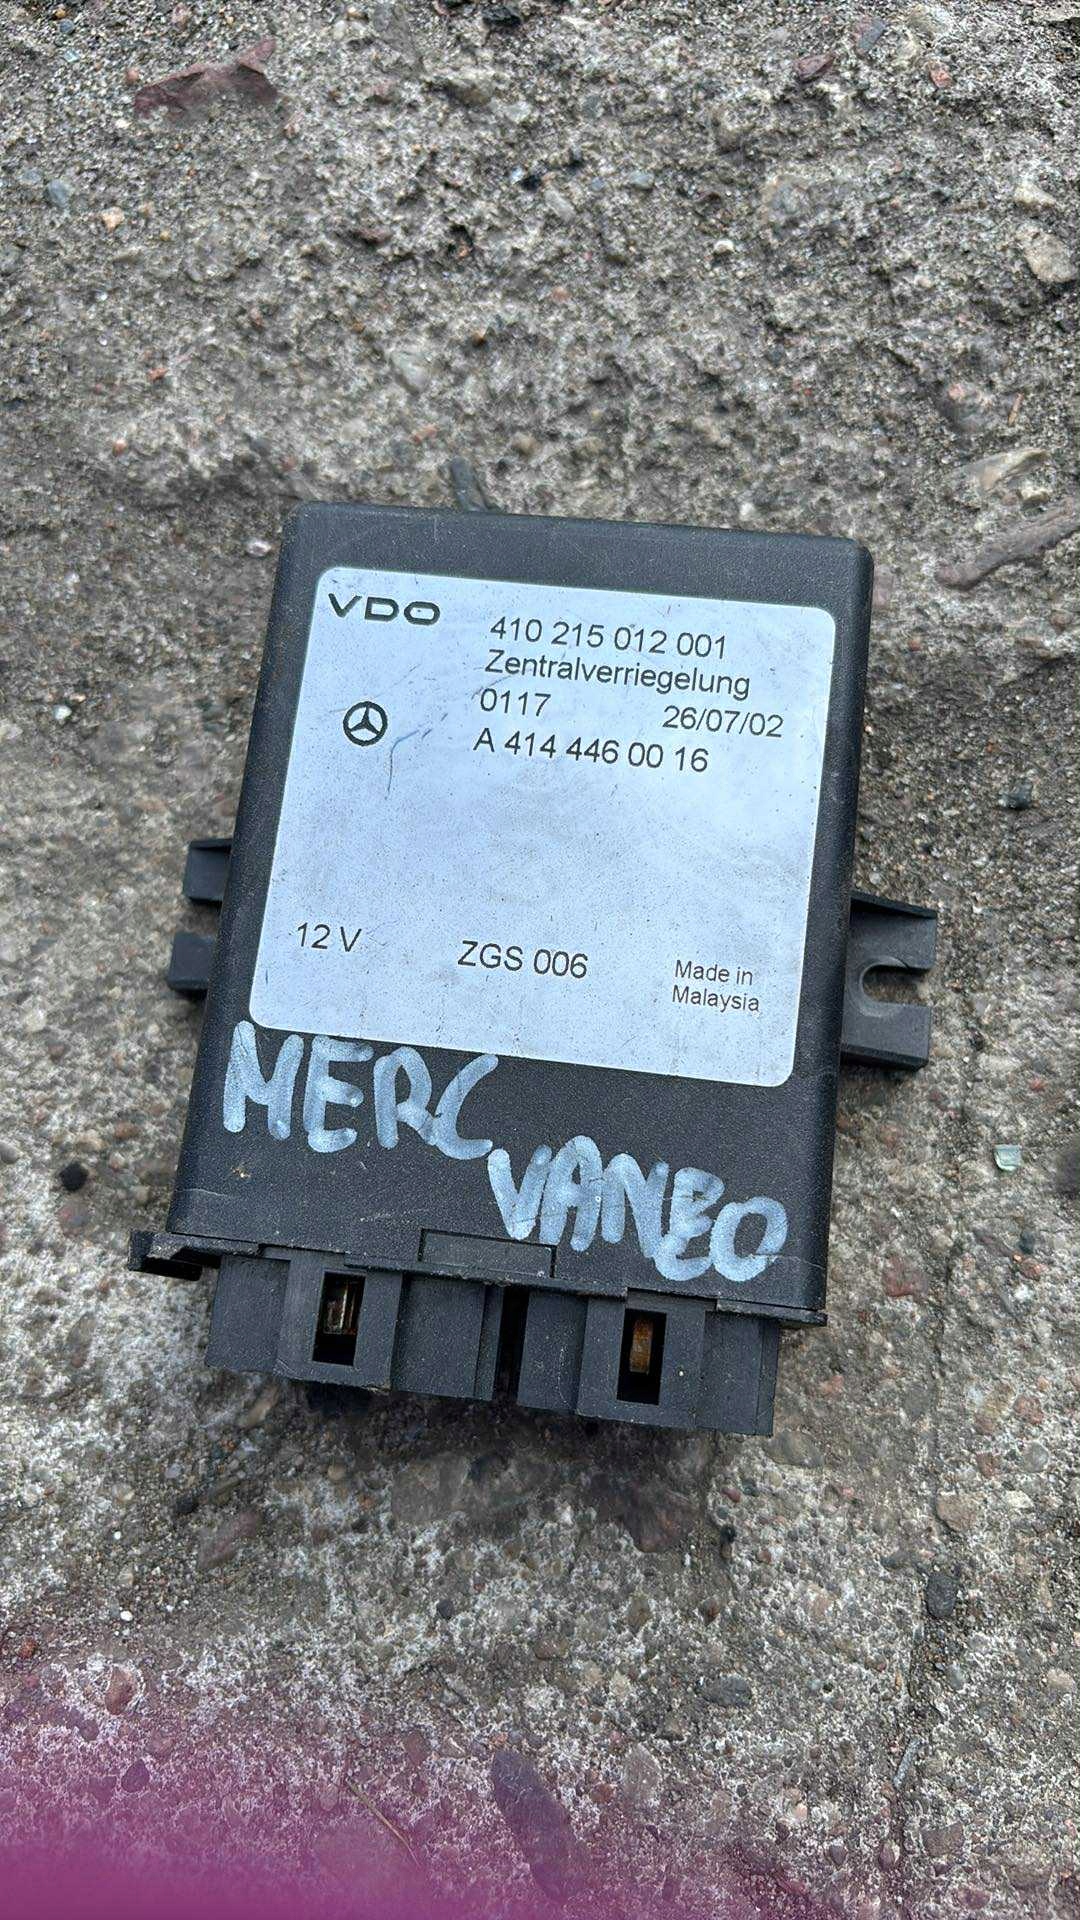 VDO
410 215 012 001
Zentralverriegelung
0117 26/07/02
A 414 446 00 16
12 V ZGS 006 Made in
Malaysia
MERC
VANEO